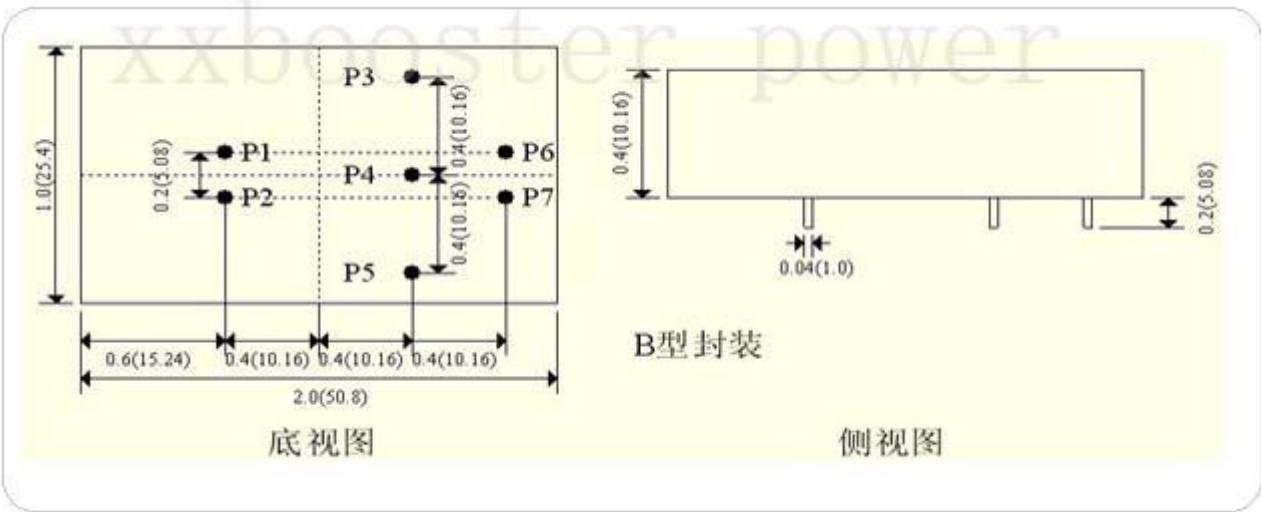 xxbooster power
P3
P1
P6
P4
P2
P7
P5
1.0(25.4)
0.2(5.08)
0.4(10.16)
0.4(10.16)
0.6(15.24)
0.4(10.16)
0.4(10.16)
0.4(10.16)
2.0(50.8)
底视图
0.4(10.16)
0.2(5.08)
0.04(1.0)
B型封装
侧视图